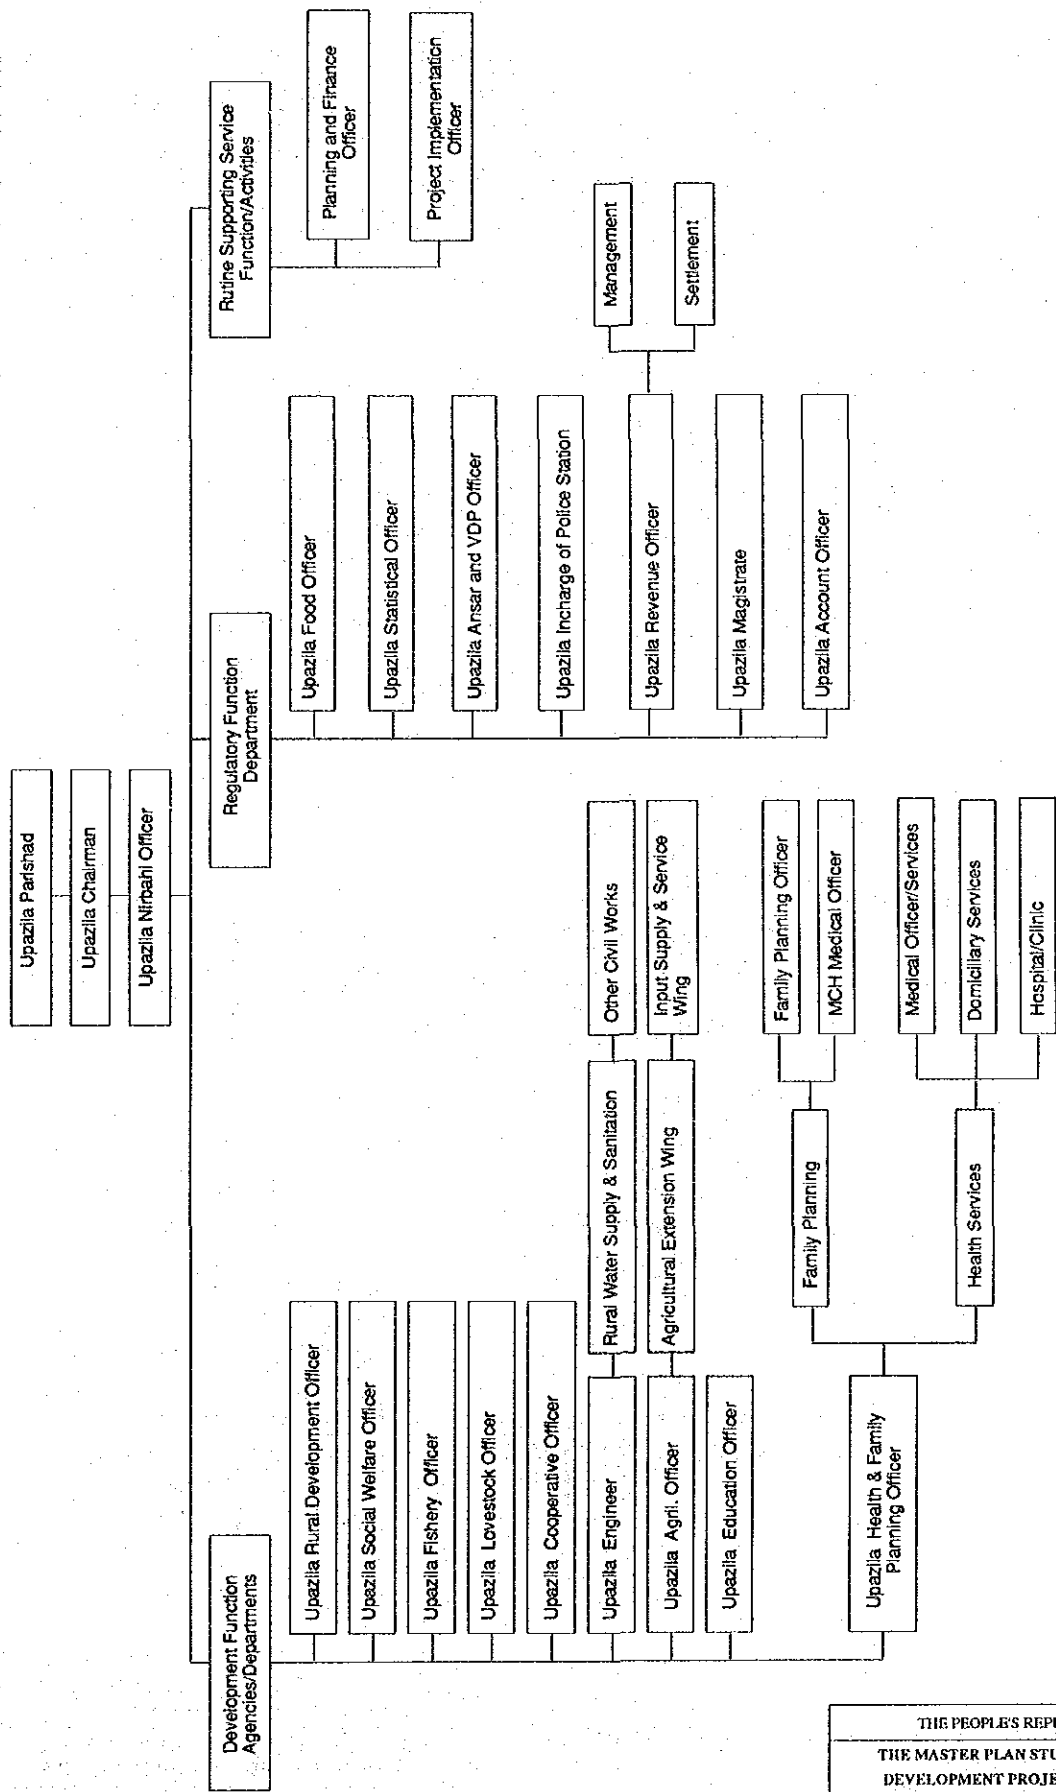 Upazila Parishad
Upazila Chairman
Upazila Nirbahi Officer
Development Function
Agencies/Departments
Upazila Rural Development Officer
Upazila Social Welfare Officer
Upazila Fishery Officer
Upazila Lovestock Officer
Upazila Cooperative Officer
Upazila Engineer
Rural Water Supply & Sanitation
Other Civil Works
Upazila Agril. Officer
Agricultural Extension Wing
Input Supply & Service
Wing
Upazila Education Officer
Upazila Health & Family
Planning Officer
Family Planning
Family Planning Officer
MCH Medical Officer
Health Services
Medical Officer/Services
Domiciliary Services
Hospital/Clinic
Regulatory Function
Department
Upazila Food Officer
Upazila Statistical Officer
Upazila Ansar and VDP Officer
Upazila Incharge of Police Station
Upazila Revenue Officer
Management
Settlement
Upazila Magistrate
Upazila Account Officer
Rutine Supporting Service
Function/Activities
Planning and Finance
Officer
Project Implementation
Officer
THE PEOPLE'S
THE MASTER PLAN
DEVELOPMENT